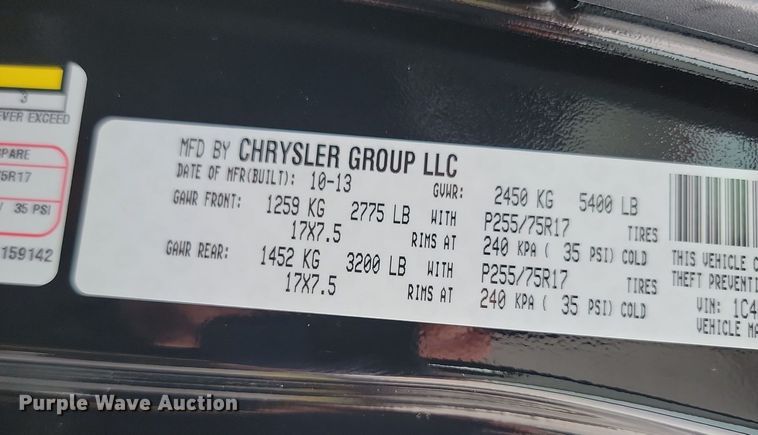 3
EVER EXCEED
SPARE
75R17
/ 35 PSI
159142
MFD BY CHRYSLER GROUP LLC
DATE OF MFR(BUILT): 10-13 GVWR: 2450 KG 5400 LB
GAWR FRONT: 1259 KG 2775 LB WITH P255/75R17 TIRES
17X7.5 RIMS AT 240 KPA ( 35 PSI) COLD
GAWR REAR: 1452 KG 3200 LB WITH P255/75R17 TIRES
17X7.5 RIMS AT 240 KPA ( 35 PSI) COLD
THIS VEHICLE C
THEFT PREVENTI
VIN: 1C4
VEHICLE MA
Purple Wave Auction